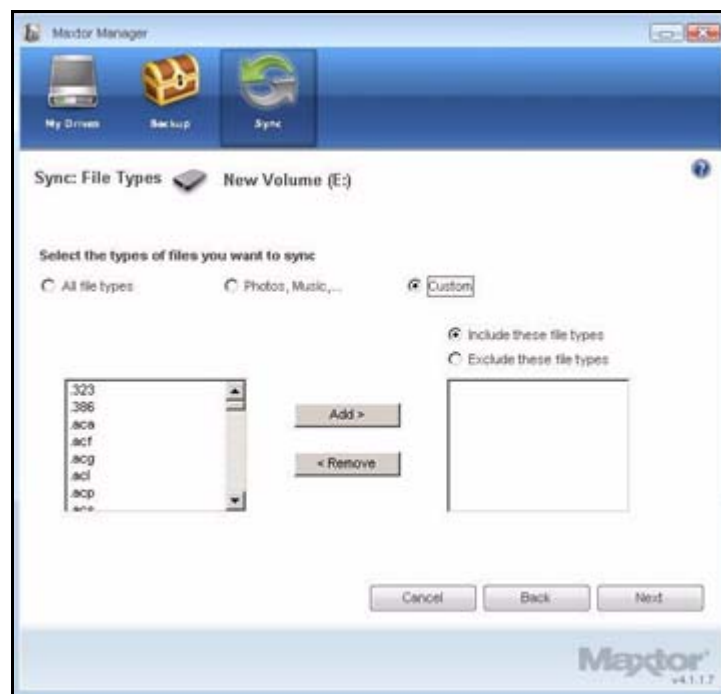 Maxtor Manager
My Drives Backup Sync
Sync: File Types New Volume (E:)
Select the types of files you want to sync
All file types Photos, Music,... Custom
Include these file types
Exclude these file types
.323
.386
.aca
.acf
.acg
.acl
.acp
.acs
Add >
< Remove
Cancel Back Next
Maxtor
v4.1.1.7